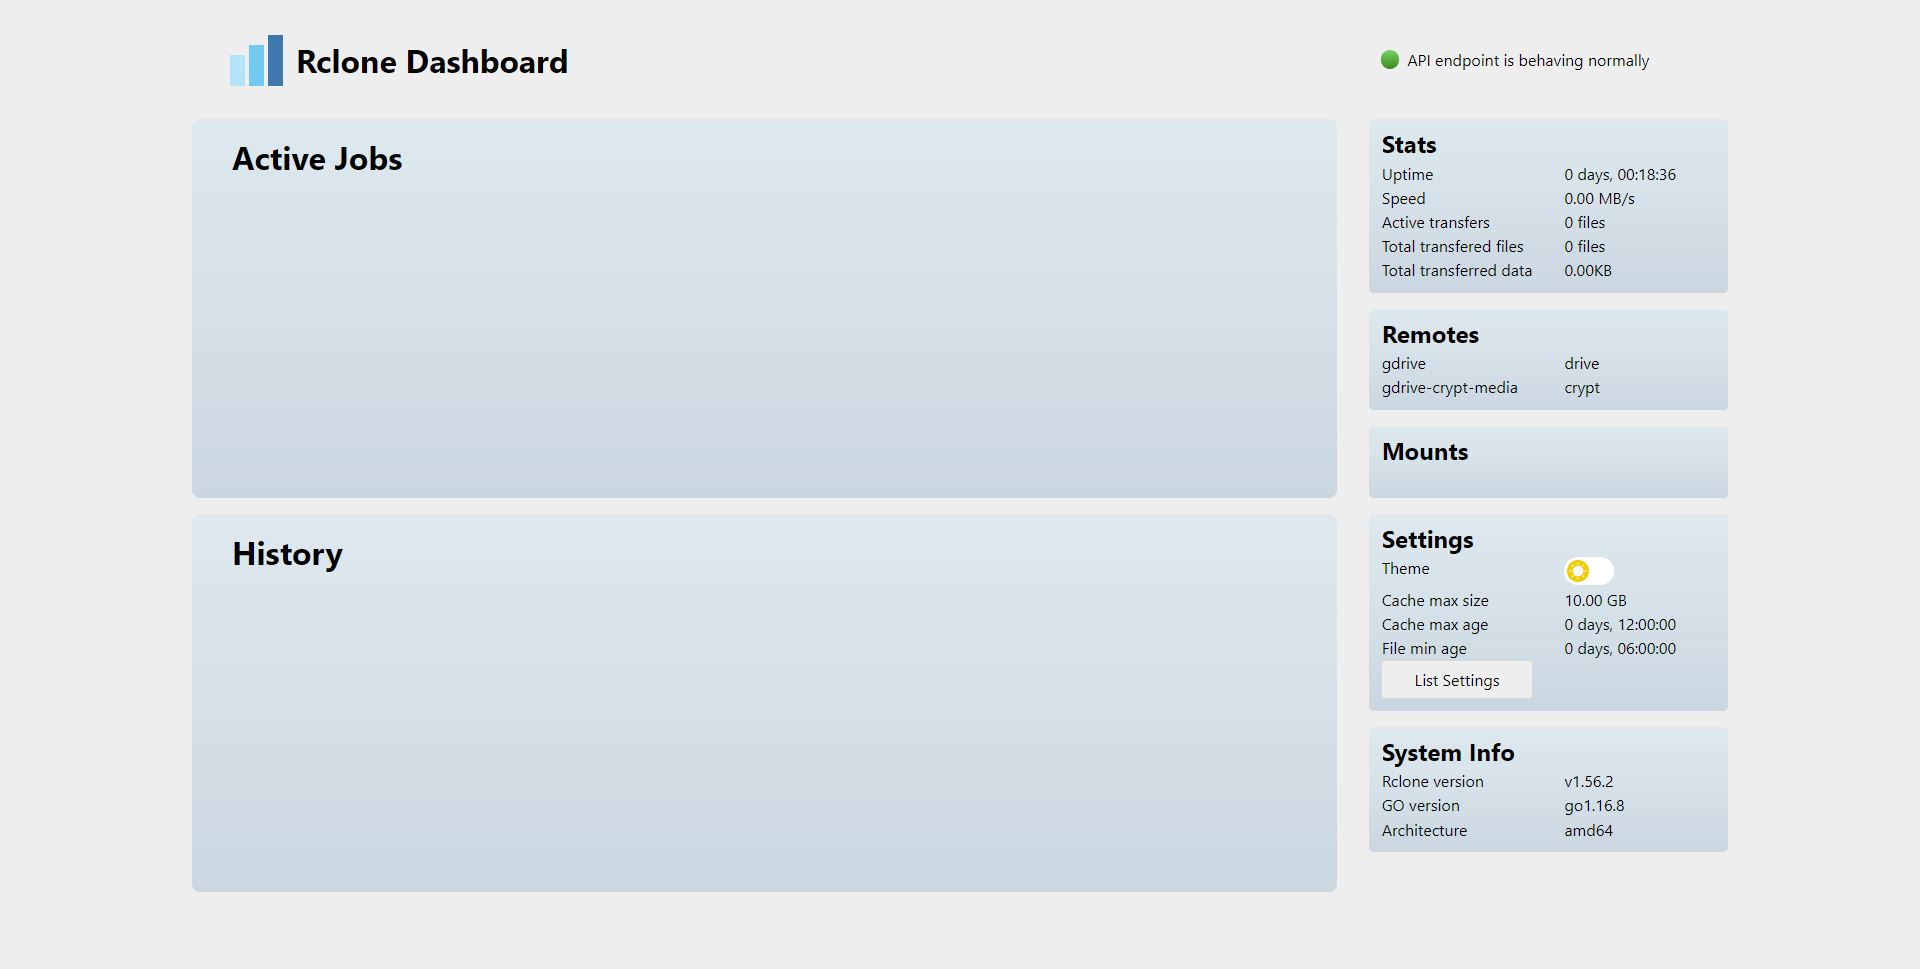 Rclone Dashboard
API endpoint is behaving normally
Active Jobs
History
Stats
Uptime 0 days, 00:18:36
Speed 0.00 MB/s
Active transfers 0 files
Total transfered files 0 files
Total transferred data 0.00KB
Remotes
gdrive drive
gdrive-crypt-media crypt
Mounts
Settings
Theme
Cache max size 10.00 GB
Cache max age 0 days, 12:00:00
File min age 0 days, 06:00:00
List Settings
System Info
Rclone version v1.56.2
GO version go1.16.8
Architecture amd64